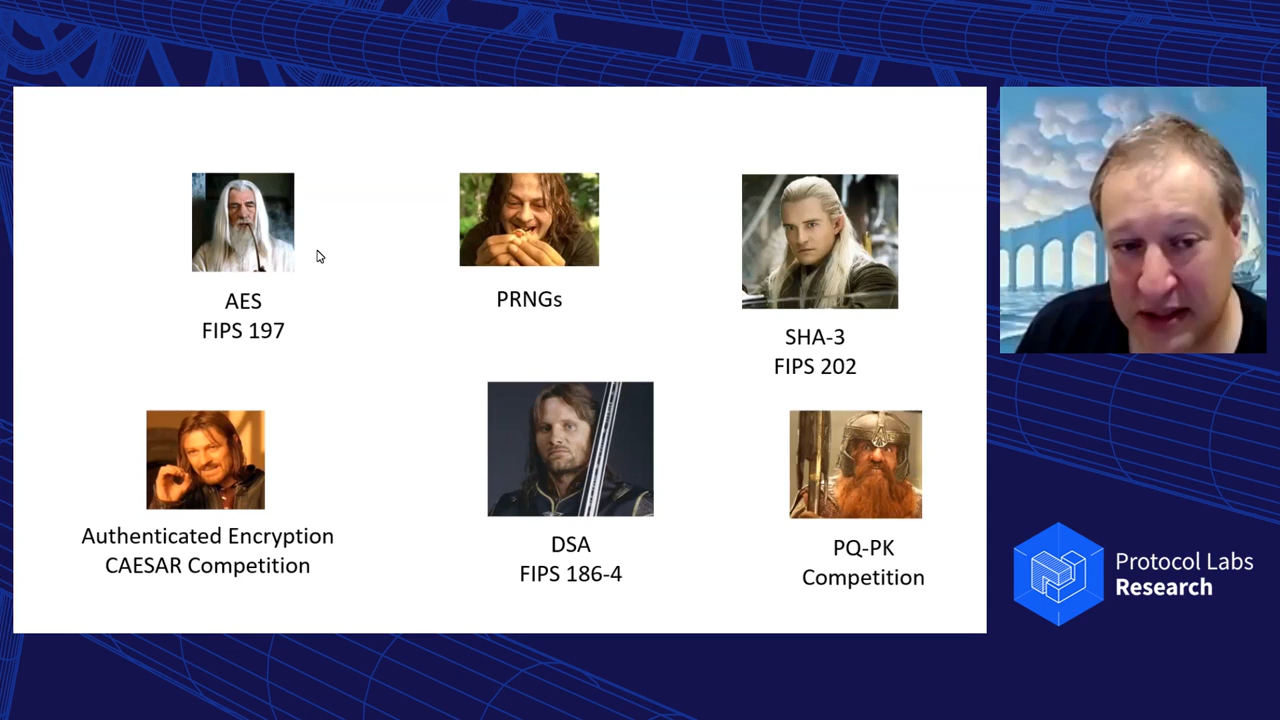 AES
FIPS 197
PRNGs
SHA-3
FIPS 202
Authenticated Encryption
CAESAR Competition
DSA
FIPS 186-4
PQ-PK
Competition
Protocol Labs
Research